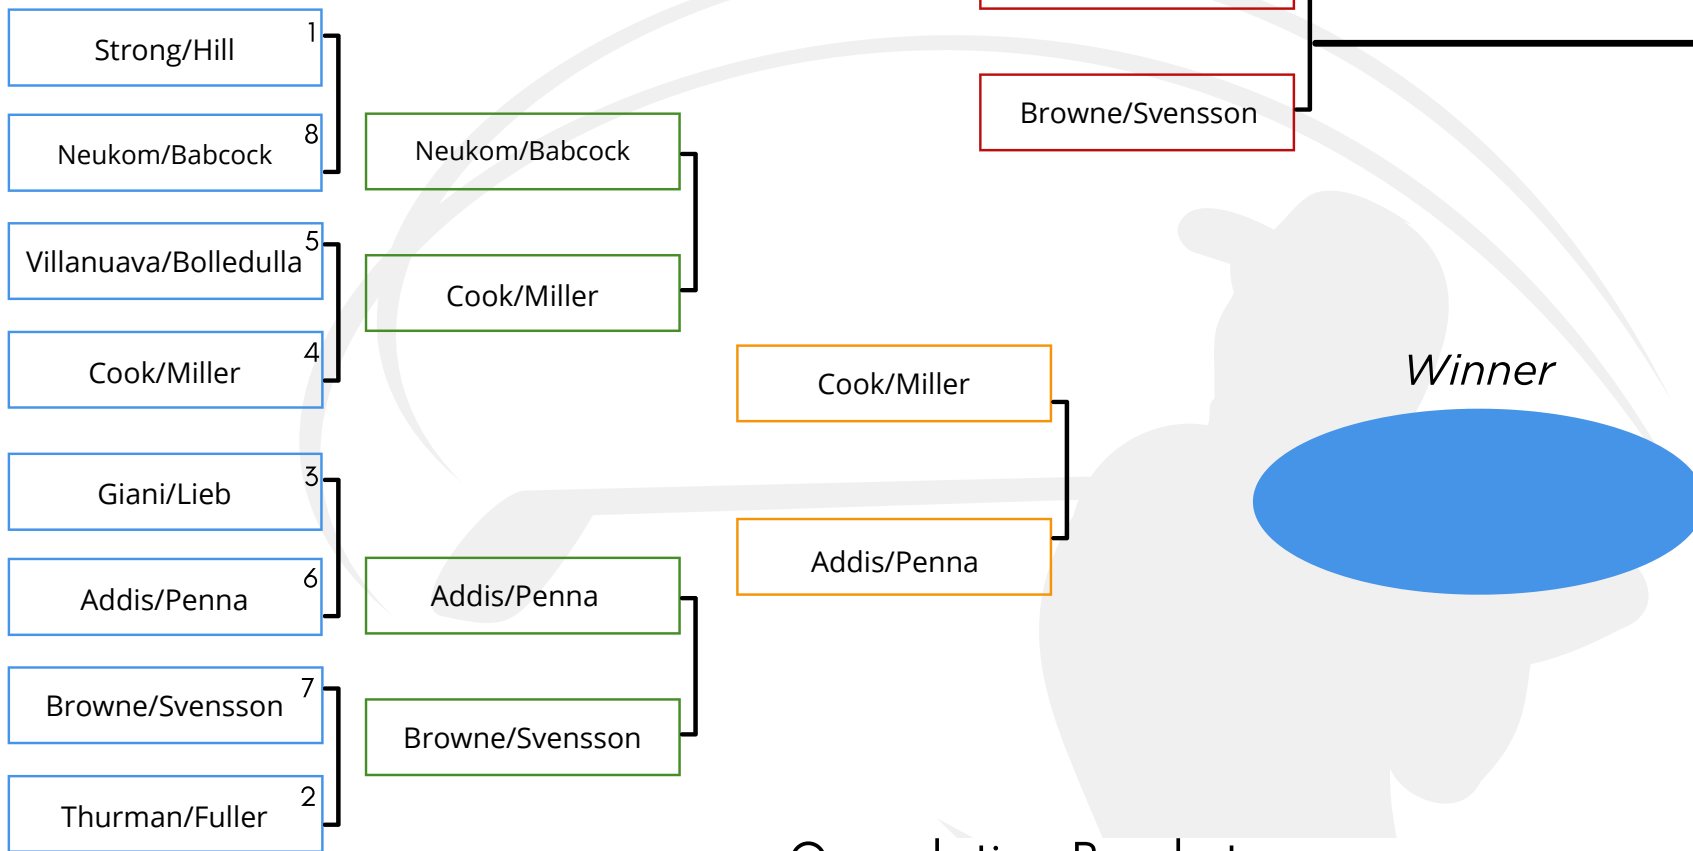 Strong/Hill
1
Neukom/Babcock
8
Villanuava/Bolledulla
5
Cook/Miller
4
Giani/Lieb
3
Addis/Penna
6
Browne/Svensson
7
Thurman/Fuller
2
Neukom/Babcock
Cook/Miller
Addis/Penna
Browne/Svensson
Cook/Miller
Addis/Penna
Browne/Svensson
Winner